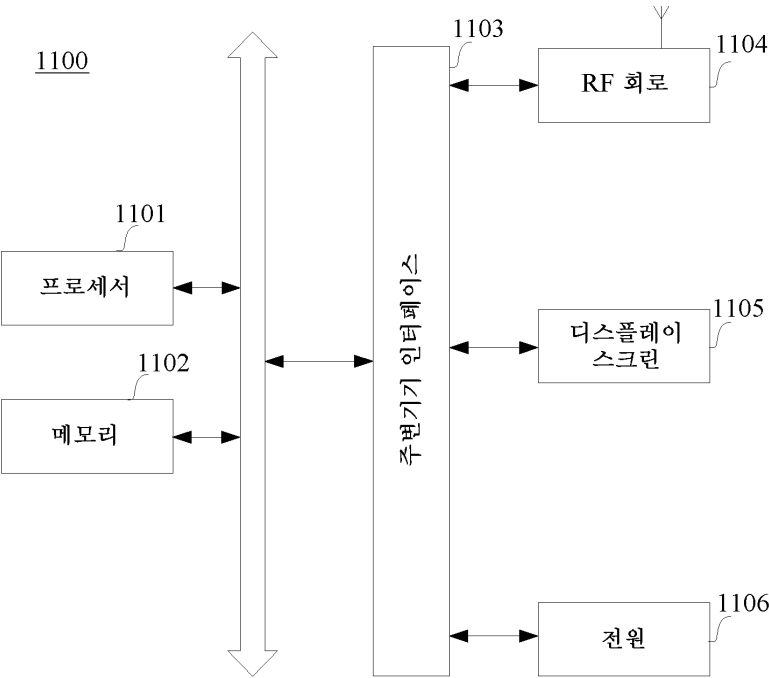 1100
1103
1104
RF 회로
1101
프로세서
1102
메모리
주변기기 인터페이스
1105
디스플레이
스크린
1106
전원